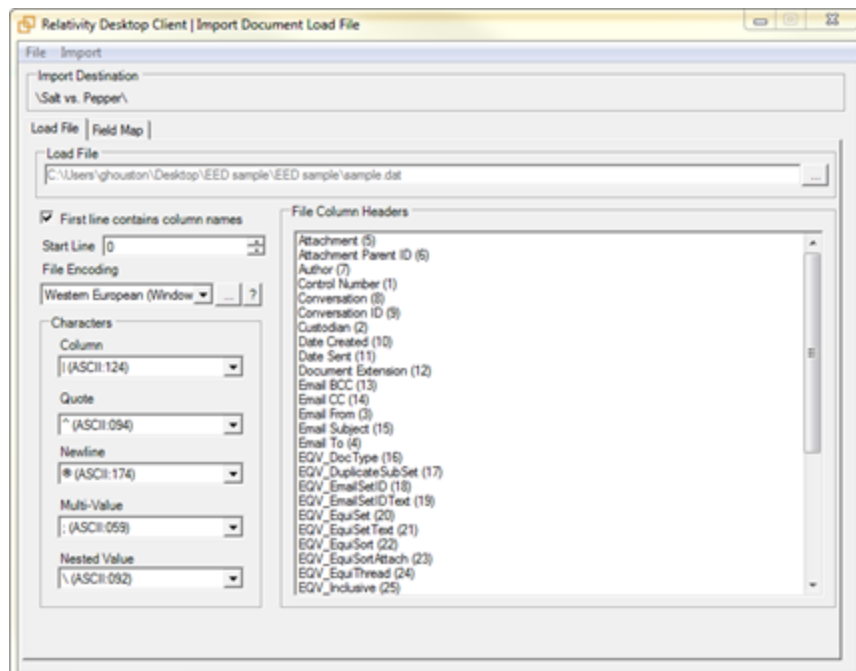 Relativity Desktop Client | Import Document Load File
File Import
Import Destination
\Salt vs. Pepper\
Load File Field Map
Load File
C:\Users\ghouston\Desktop\EED sample\EED sample\sample.dat
...
First line contains column names
Start Line 0
File Encoding
Western European (Window ... ?
Characters
Column
| (ASCII:124)
Quote
^ (ASCII:094)
Newline
® (ASCII:174)
Multi-Value
; (ASCII:059)
Nested Value
\ (ASCII:092)
File Column Headers
Attachment (5)
Attachment Parent ID (6)
Author (7)
Control Number (1)
Conversation (8)
Conversation ID (9)
Custodian (2)
Date Created (10)
Date Sent (11)
Document Extension (12)
Email BCC (13)
Email CC (14)
Email From (3)
Email Subject (15)
Email To (4)
EQV_DocType (16)
EQV_DuplicateSubSet (17)
EQV_EmailSetID (18)
EQV_EmailSetIDText (19)
EQV_EquiSet (20)
EQV_EquiSetText (21)
EQV_EquiSort (22)
EQV_EquiSortAttach (23)
EQV_EquiThread (24)
EQV_Inclusive (25)